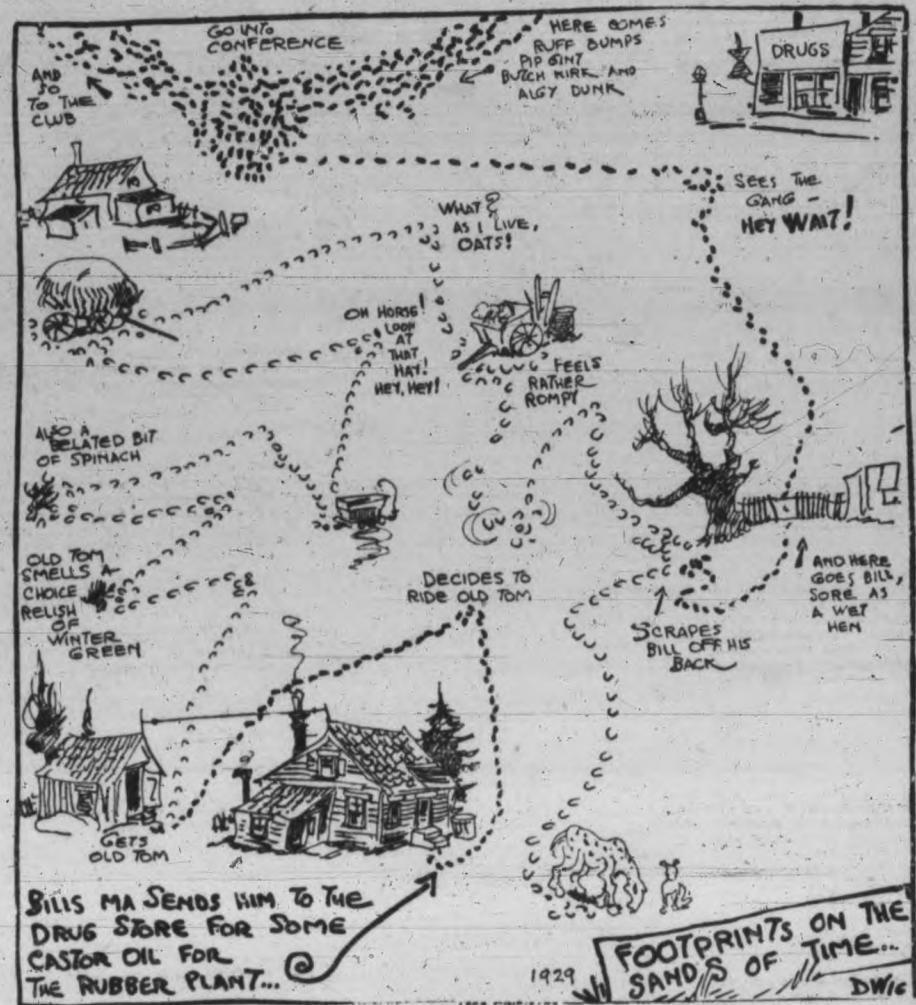 GO INTO
CONFERENCE
HERE COMES
RUFF BUMPS
PIP GINT
BUTCH KIRK AND
ALGY DUNK
DRUGS
AND
SO
TO THE
CLUB
SEES THE
GANG -
HEY WAIT!
WHAT?
AS I LIVE,
OATS!
OH HORSE!
LOOK
AT
THAT
HAY!
HEY, HEY!
FEELS
RATHER
ROMPY
ALSO A
BELATED BIT
OF SPINACH
OLD TOM
SMELLS A
CHOICE
RELISH
OF
WINTER
GREEN
DECIDES TO
RIDE OLD TOM
SCRAPES
BILL OFF HIS
BACK
AND HERE
GOES BILL,
SORE AS
A WET
HEN
GETS
OLD TOM
BILLS MA SENDS HIM TO THE
DRUG STORE FOR SOME
CASTOR OIL FOR
THE RUBBER PLANT...
1929
FOOTPRINTS ON THE
SANDS OF TIME...
DWIG